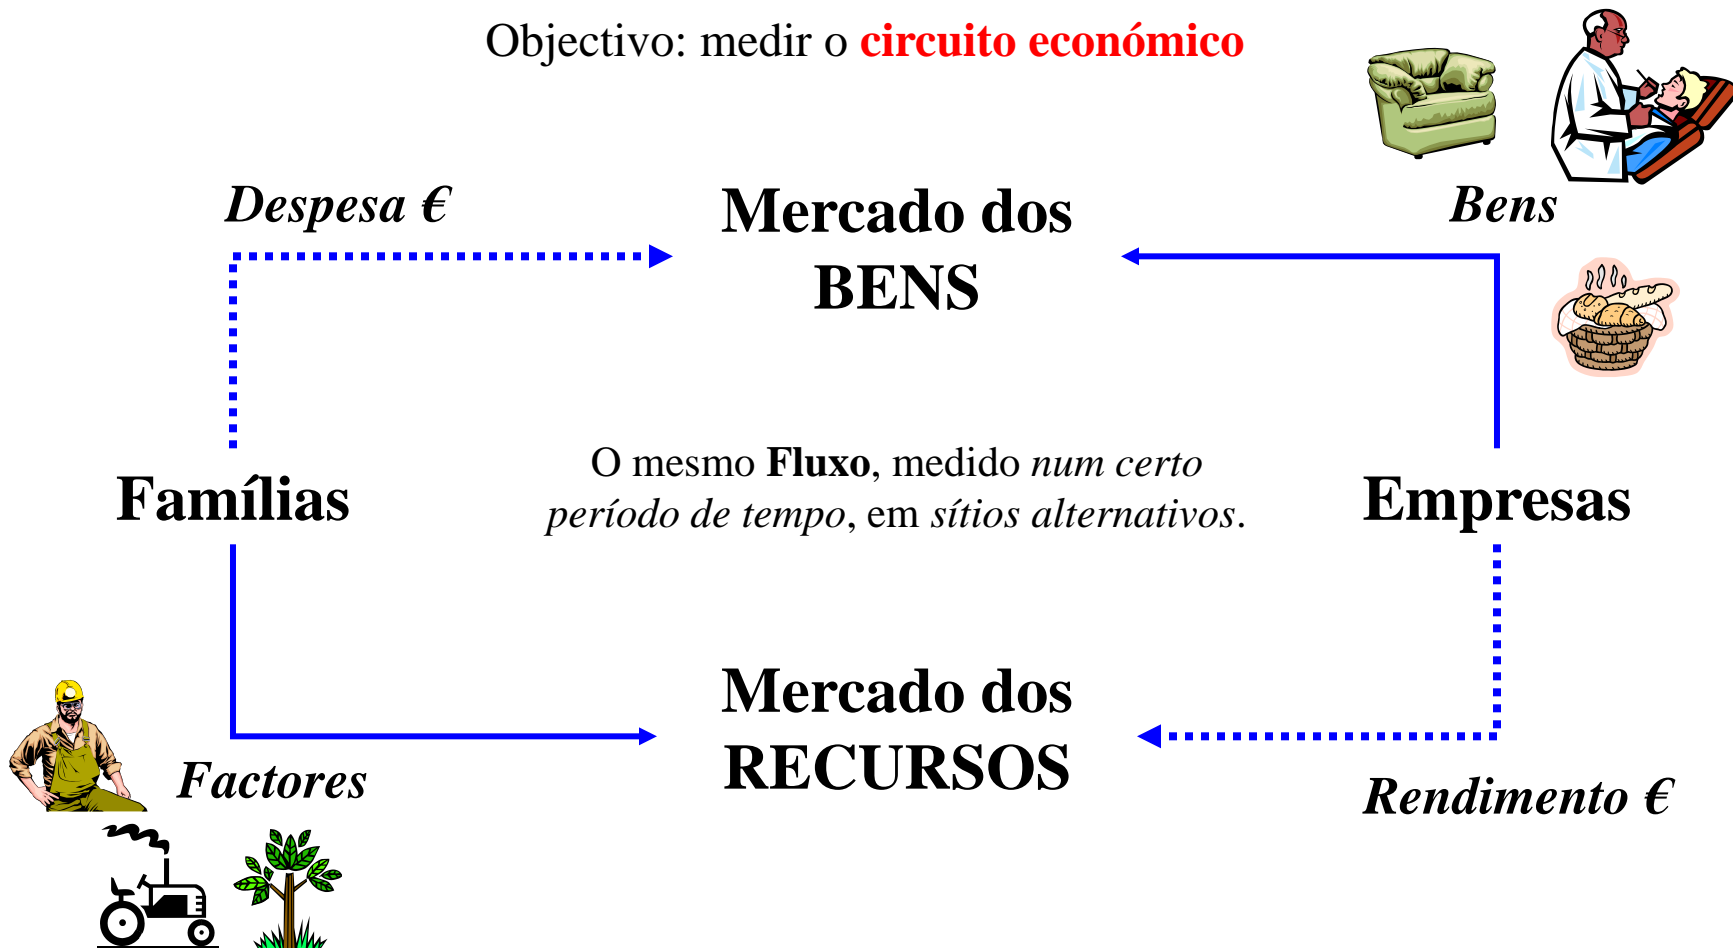 Objectivo: medir o circuito económico
Despesa €
Mercado dos
BENS
Bens
O mesmo Fluxo, medido num certo
período de tempo, em sítios alternativos.
Famílias
Empresas
Mercado dos
RECURSOS
Factores
Rendimento €